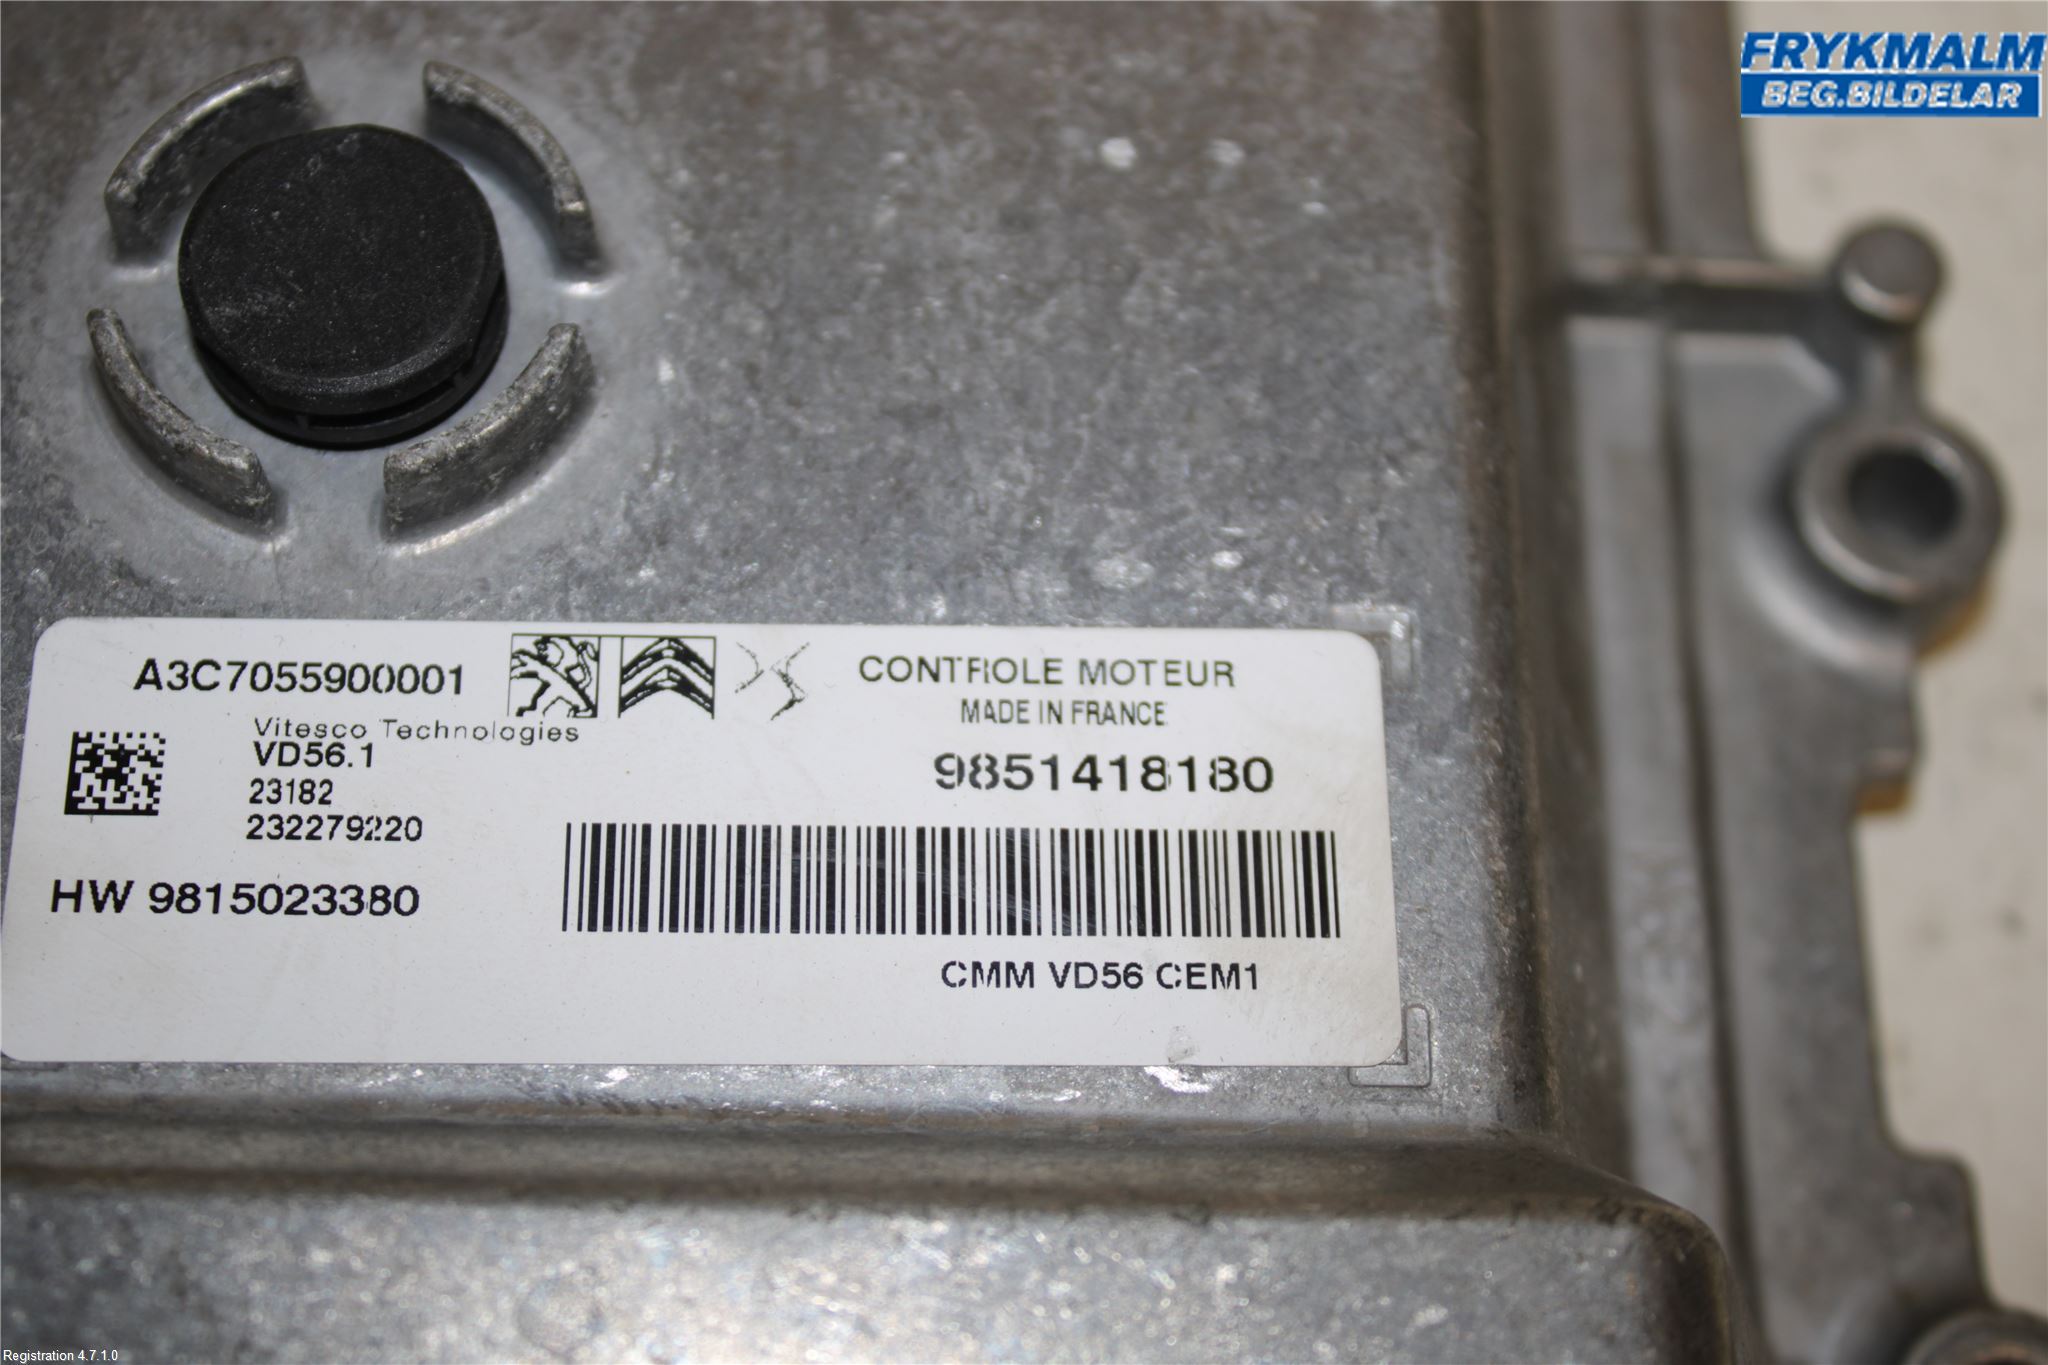 FRYKMALM
BEG.BILDELAR
A3C7055900001
CONTROLE MOTEUR
MADE IN FRANCE
Vitesco Technologies
VD56.1
9851418180
23182
232279220
HW 9815023380
CMM VD56 CEM1
Registration 4.7.1.0